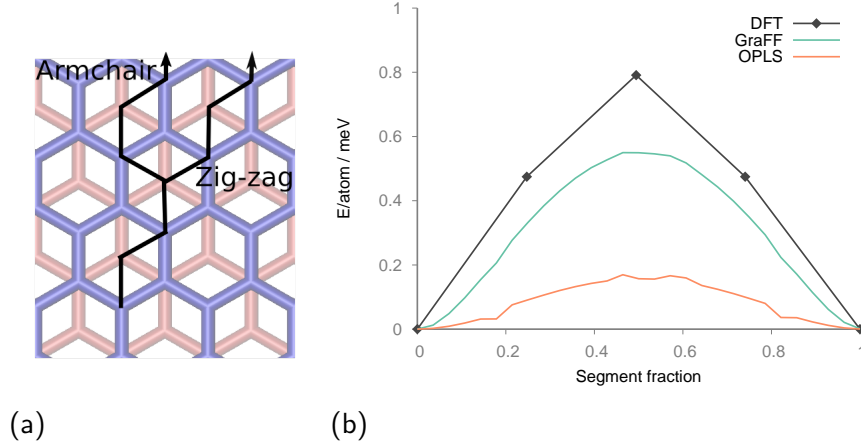 Armchair
Zig-zag
(a)
1
0.8
0.6
0.4
0.2
0
E/atom / meV
DFT
GraFF
OPLS
0 0.2 0.4 0.6 0.8 1
Segment fraction
(b)